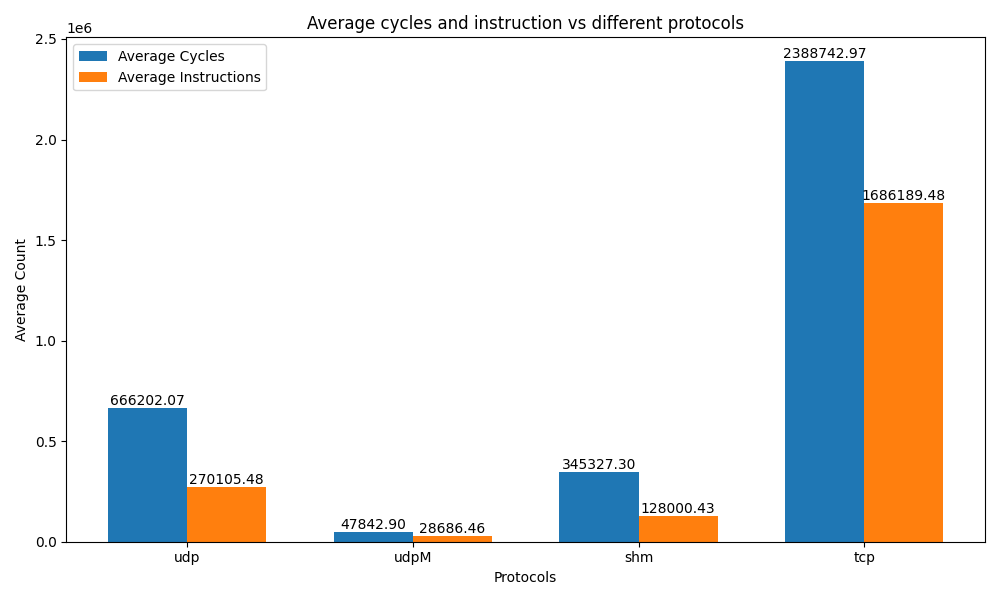 Average cycles and instruction vs different protocols
1e6
2.5
2.0
1.5
1.0
0.5
0.0
Average Count
Average Cycles
Average Instructions
666202.07
270105.48
47842.90
28686.46
345327.30
128000.43
2388742.97
1686189.48
udp
udpM
shm
tcp
Protocols